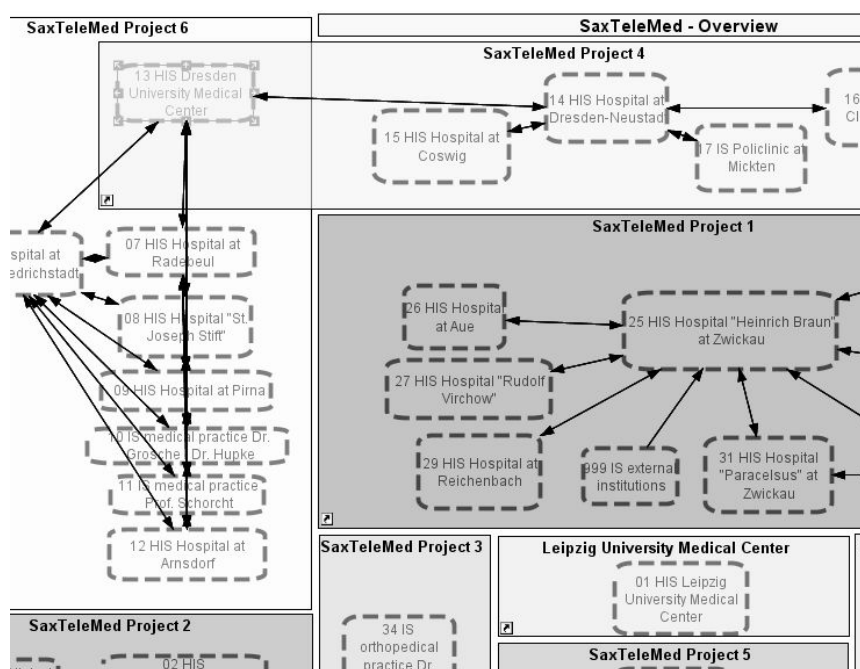 SaxTeleMed Project 6
SaxTeleMed - Overview
SaxTeleMed Project 4
13 HIS Dresden
University Medical
Center
14 HIS Hospital at
Dresden-Neustad
16
15 HIS Hospital at
Coswig
17 IS Policlinic at
Mickten
SaxTeleMed Project 1
spital at
edrichstadt
07 HIS Hospital at
Radebeul
08 HIS Hospital "St.
Joseph Stift"
09 HIS Hospital at Pirna
10 IS medical practice Dr.
Grosche / Dr. Hupke
11 IS medical practice
Prof. Schorcht
12 HIS Hospital at
Arnsdorf
26 HIS Hospital
at Aue
25 HIS Hospital "Heinrich Braun"
at Zwickau
27 HIS Hospital "Rudolf
Virchow"
29 HIS Hospital at
Reichenbach
999 IS external
institutions
31 HIS Hospital
"Paracelsus" at
Zwickau
SaxTeleMed Project 3
34 IS
orthopedical
practice Dr.
Leipzig University Medical Center
01 HIS Leipzig
University Medical
Center
SaxTeleMed Project 2
02 HIS
SaxTeleMed Project 5